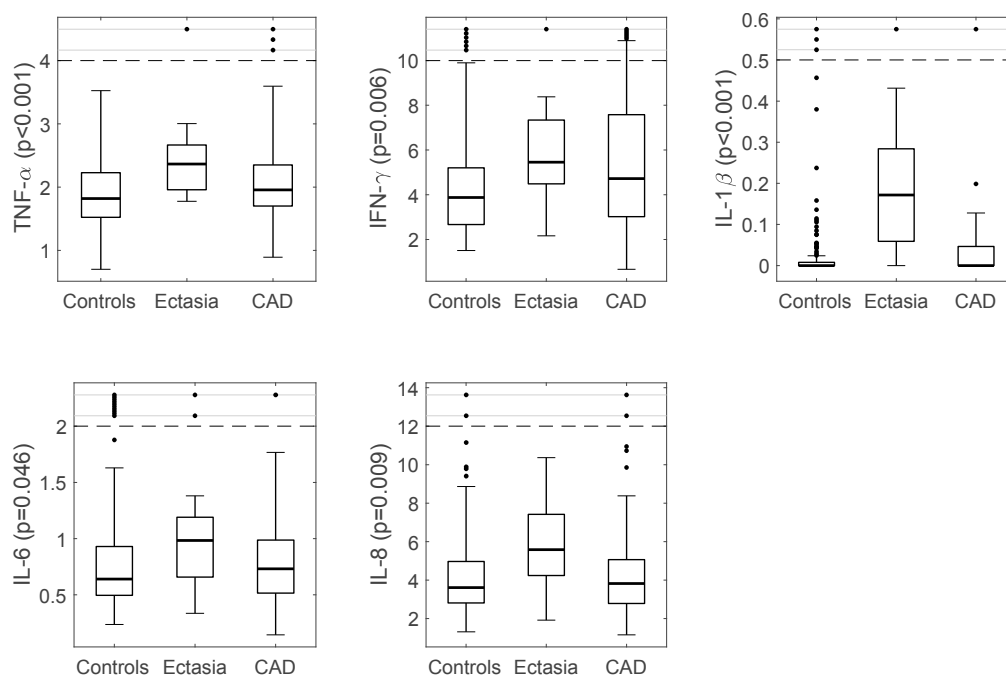 TNF-α (p<0.001)
4
3
2
1
Controls Ectasia CAD
IFN-γ (p=0.006)
10
8
6
4
2
Controls Ectasia CAD
IL-1β (p<0.001)
0.6
0.5
0.4
0.3
0.2
0.1
0
Controls Ectasia CAD
IL-6 (p=0.046)
2
1.5
1
0.5
Controls Ectasia CAD
IL-8 (p=0.009)
14
12
10
8
6
4
2
Controls Ectasia CAD